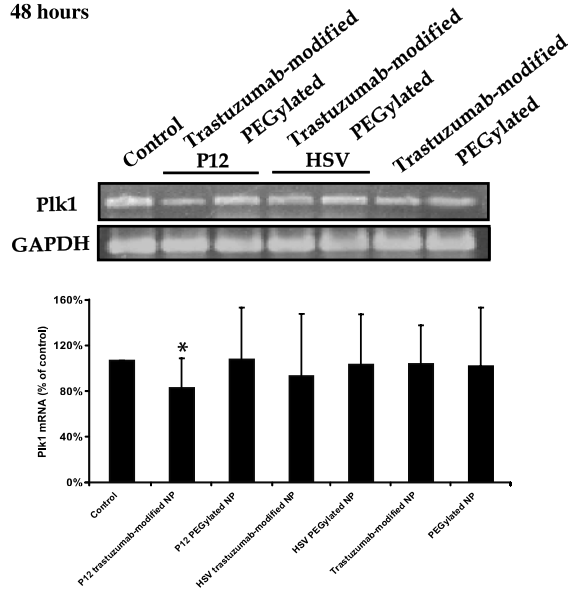 48 hours
Control
Trastuzumab-modified
PEGylated
Trastuzumab-modified
PEGylated
Trastuzumab-modified
PEGylated
P12
HSV
Plk1
GAPDH
Plk1 mRNA (% of control)
160%
120%
80%
40%
0%
*
Control
P12 trastuzumab-modified NP
P12 PEGylated NP
HSV trastuzumab-modified NP
HSV PEGylated NP
Trastuzumab-modified NP
PEGylated NP